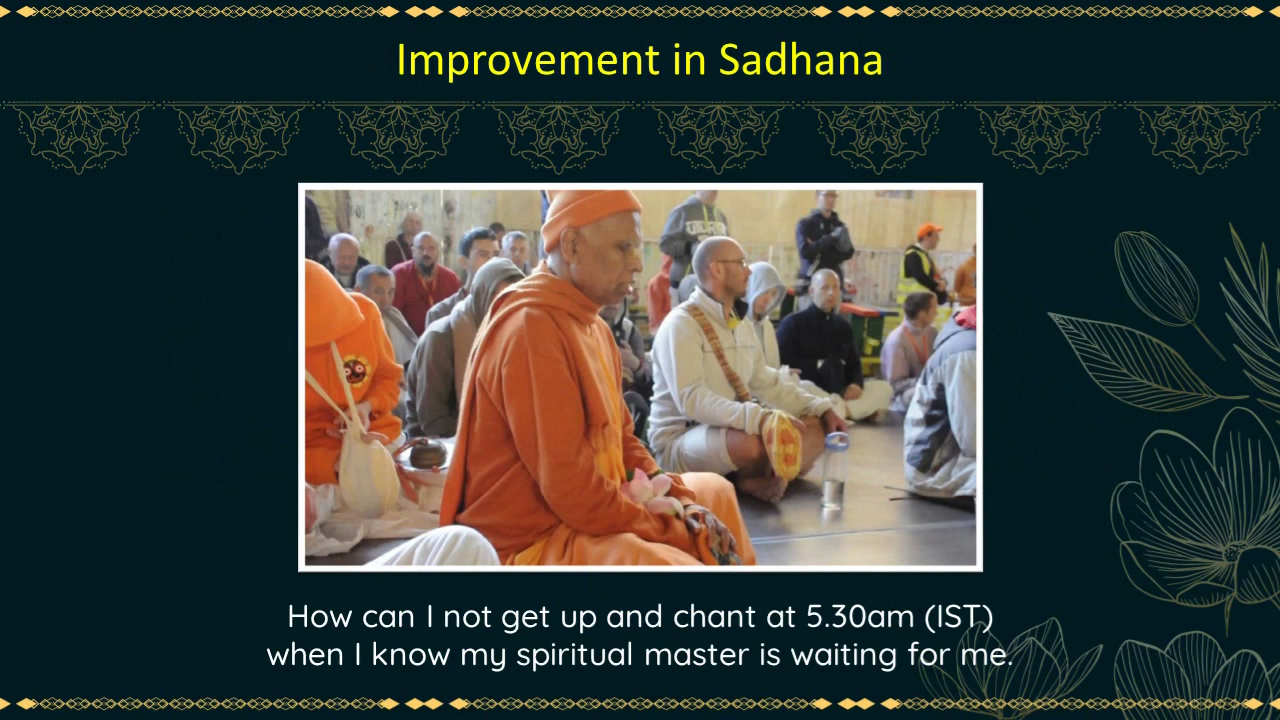 Improvement in Sadhana
How can I not get up and chant at 5.30am (IST)
when I know my spiritual master is waiting for me.